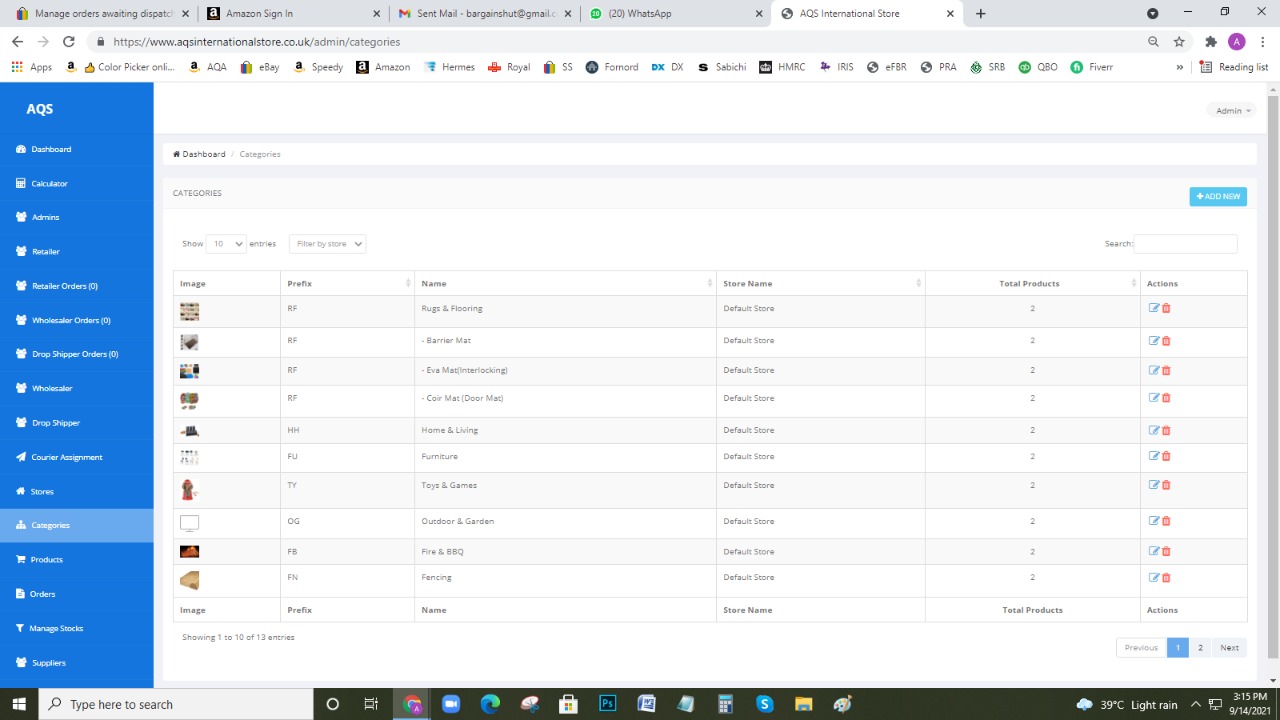 Manage orders awaiting dispatch
Amazon Sign In
Sent Mail - bargainshut@gmail.c
(20) WhatsApp
AQS International Store
https://www.aqsinternationalstore.co.uk/admin/categories
A
Apps
Color Picker onli...
AQA
eBay
Speedy
Amazon
Hermes
Royal
SS
Fornord
DX DX
Sabichi
HMRC
IRIS
eFBR
PRA
SRB
QBO
Fiverr
»
Reading list
AQS
Admin
Dashboard
Calculator
Admins
Retailer
Retailer Orders (0)
Wholesaler Orders (0)
Drop Shipper Orders (0)
Wholesaler
Drop Shipper
Courier Assignment
Stores
Categories
Products
Orders
Manage Stocks
Suppliers
Dashboard / Categories
CATEGORIES
+ ADD NEW
Show 10 entries Filter by store Search:
Image Prefix Name Store Name Total Products Actions
RF Rugs & Flooring Default Store 2
RF - Barrier Mat Default Store 2
RF - Eva Mat(Interlocking) Default Store 2
RF - Coir Mat (Door Mat) Default Store 2
HH Home & Living Default Store 2
FU Furniture Default Store 2
TY Toys & Games Default Store 2
OG Outdoor & Garden Default Store 2
FB Fire & BBQ Default Store 2
FN Fencing Default Store 2
Image Prefix Name Store Name Total Products Actions
Showing 1 to 10 of 13 entries
Previous 1 2 Next
Type here to search
Ps
39°C Light rain
3:15 PM
9/14/2021